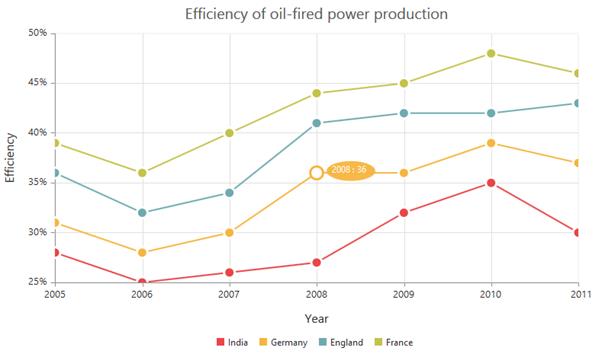 Efficiency of oil-fired power production
50%
45%
40%
35%
30%
25%
Efficiency
2008 : 36
2005 2006 2007 2008 2009 2010 2011
Year
India Germany England France